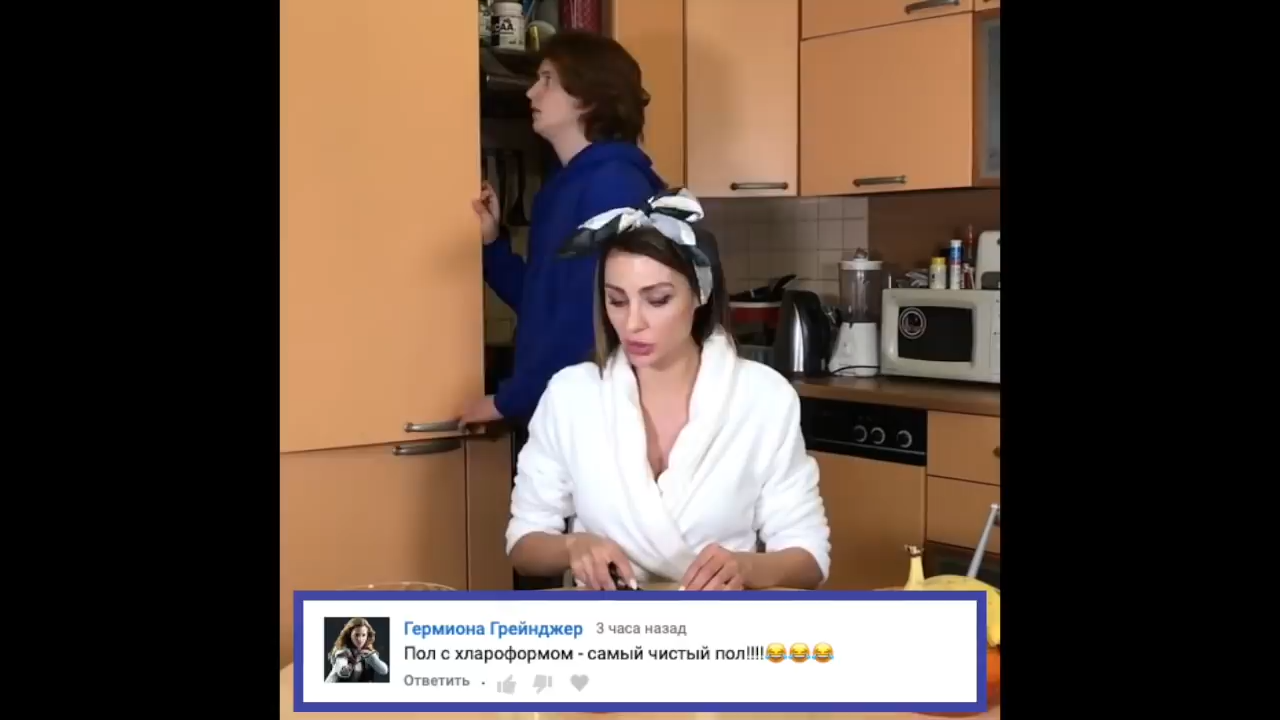 Гермиона Грейнджер 3 часа назад
Пол с хлароформом - самый чистый пол!!!!😂😂😂
Ответить